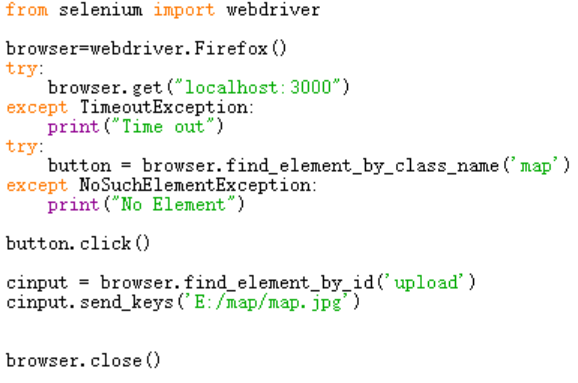 from selenium import webdriver
browser=webdriver.Firefox()
try:
    browser.get("localhost:3000")
except TimeoutException:
    print("Time out")
try:
    button = browser.find_element_by_class_name('map')
except NoSuchElementException:
    print("No Element")
button.click()
cinput = browser.find_element_by_id('upload')
cinput.send_keys('E:/map/map.jpg')
browser.close()